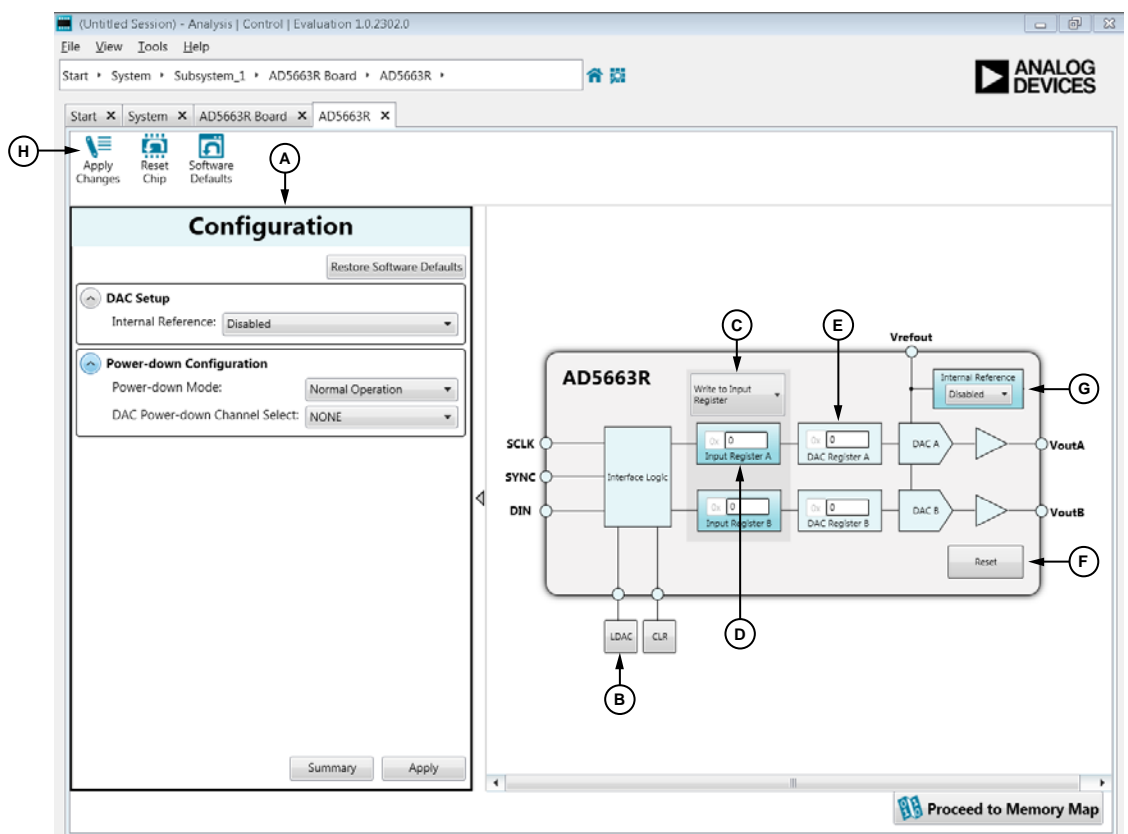 (Untitled Session) - Analysis | Control | Evaluation 1.0.2302.0
File View Tools Help
Start System Subsystem_1 AD5663R Board AD5663R
ANALOG
DEVICES
Start System AD5663R Board AD5663R
H
Apply
Changes
Reset
Chip
Software
Defaults
A
Configuration
Restore Software Defaults
DAC Setup
Internal Reference: Disabled
Power-down Configuration
Power-down Mode: Normal Operation
DAC Power-down Channel Select: NONE
Summary
Apply
C
E
Vrefout
AD5663R
Write to Input
Register
Internal Reference
Disabled
G
SCLK
SYNC
DIN
Interface Logic
0x 0
Input Register A
0x 0
DAC Register A
DAC A
VoutA
0x 0
Input Register B
0x 0
DAC Register B
DAC B
VoutB
Reset
F
LDAC
CLR
D
B
Proceed to Memory Map